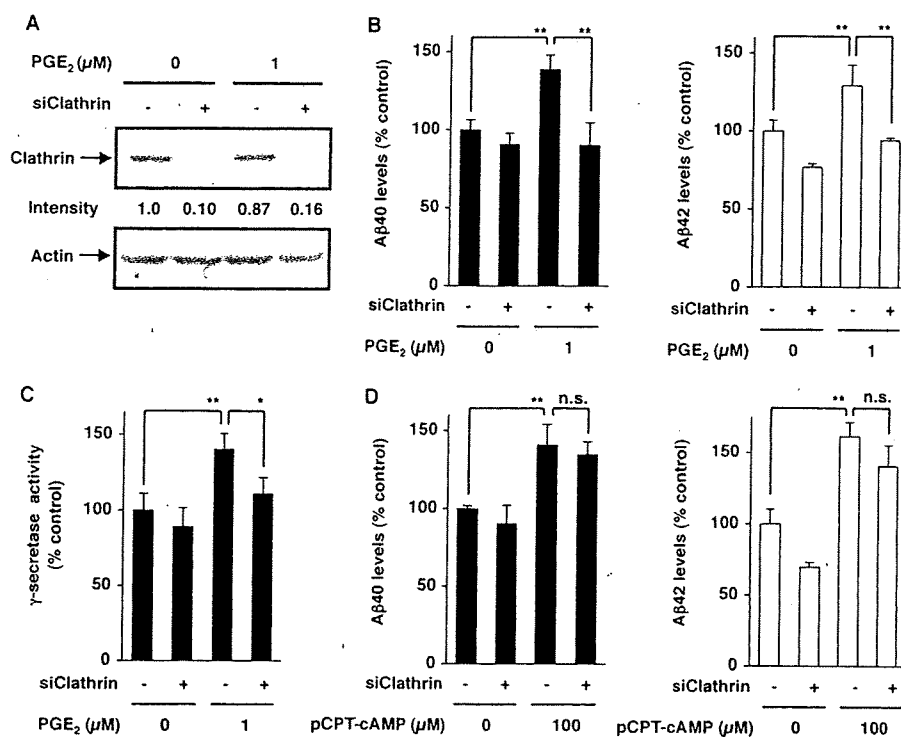 A
PGE₂ (µM) 0 1
siClathrin - + - +
Clathrin
Intensity 1.0 0.10 0.87 0.16
Actin
B
** **
150
100
50
0
Aβ40 levels (% control)
siClathrin - + - +
PGE₂ (µM) 0 1
** **
150
100
50
0
Aβ42 levels (% control)
- + - +
PGE₂ (µM) 0 1
C
** *
150
100
50
0
γ-secretase activity
(% control)
siClathrin - + - +
PGE₂ (µM) 0 1
D
** n.s.
150
100
50
0
Aβ40 levels (% control)
siClathrin - + - +
pCPT-cAMP (µM) 0 100
** n.s.
150
100
50
0
Aβ42 levels (% control)
- + - +
pCPT-cAMP (µM) 0 100